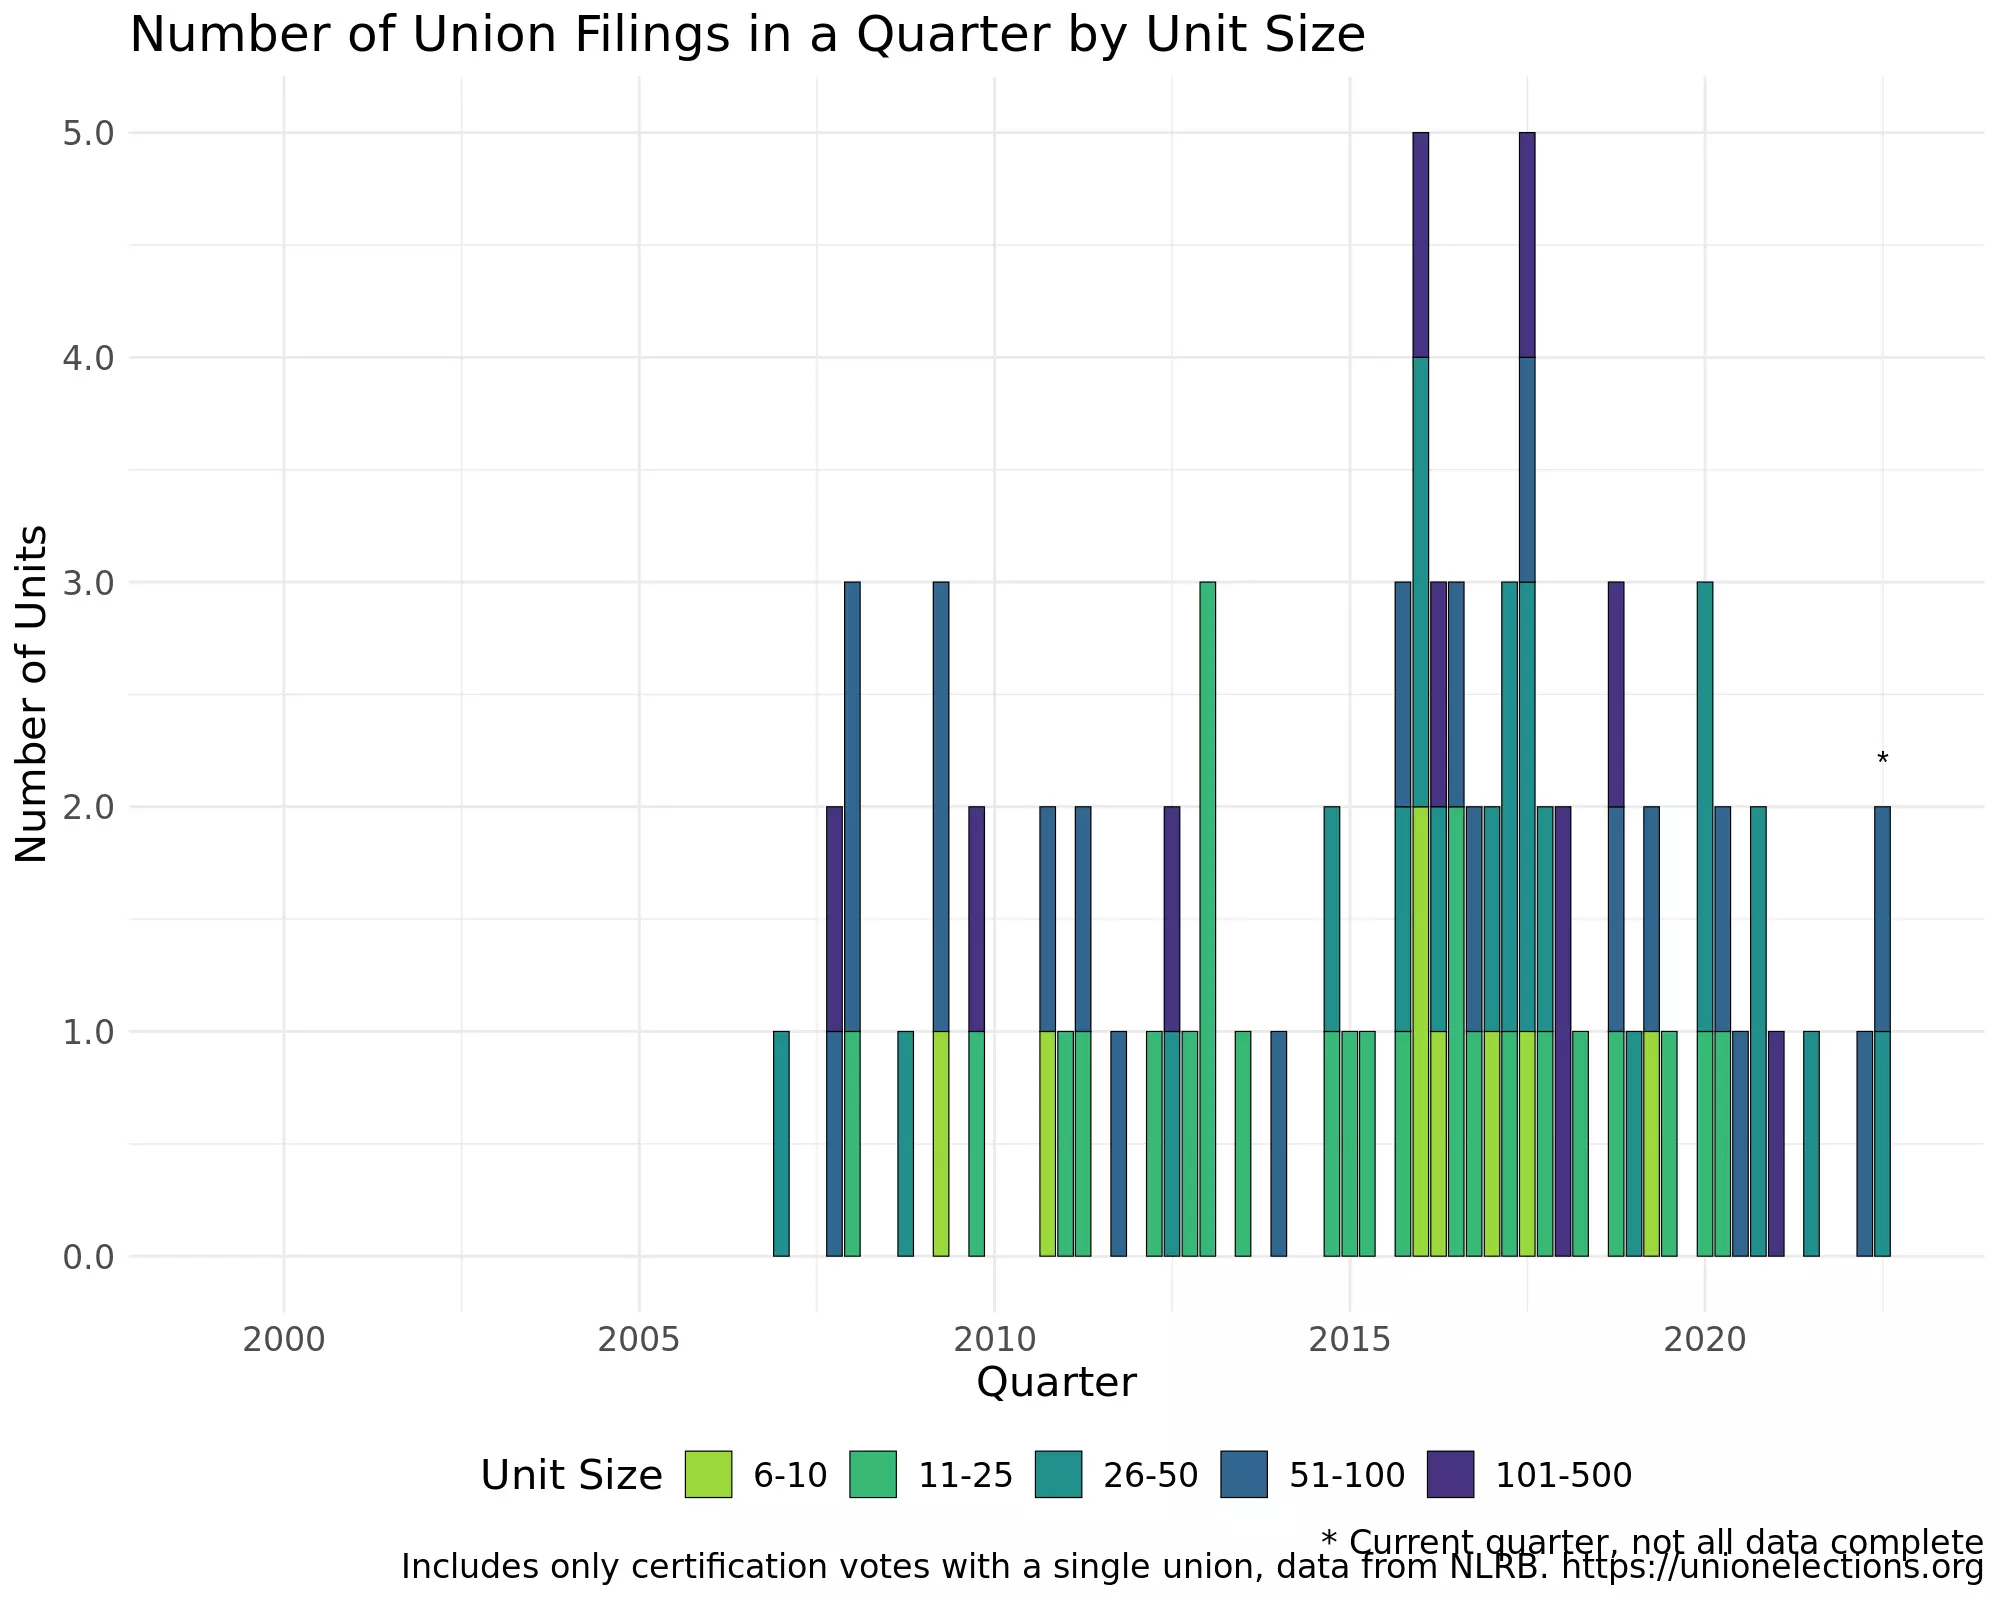 Number of Union Filings in a Quarter by Unit Size
Number of Units
5.0
4.0
3.0
2.0
1.0
0.0
*
2000 2005 2010 2015 2020
Quarter
Unit Size 6-10 11-25 26-50 51-100 101-500
* Current quarter, not all data complete
Includes only certification votes with a single union, data from NLRB. https://unionelections.org